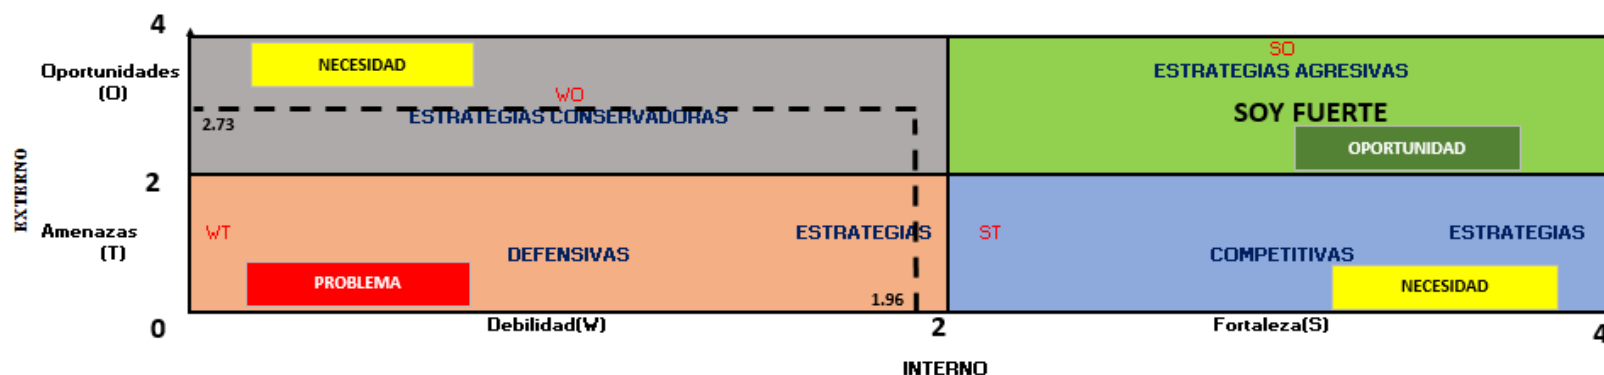 4
Oportunidades
(O)
NECESIDAD
WO
ESTRATEGIAS CONSERVADORAS
2.73
SO
ESTRATEGIAS AGRESIVAS
SOY FUERTE
OPORTUNIDAD
EXTERNO
2
Amenazas
(T)
WT
ESTRATEGIAS
DEFENSIVAS
PROBLEMA
1.96
ST
ESTRATEGIAS
COMPETITIVAS
NECESIDAD
0
Debilidad(W)
2
Fortaleza(S)
4
INTERNO